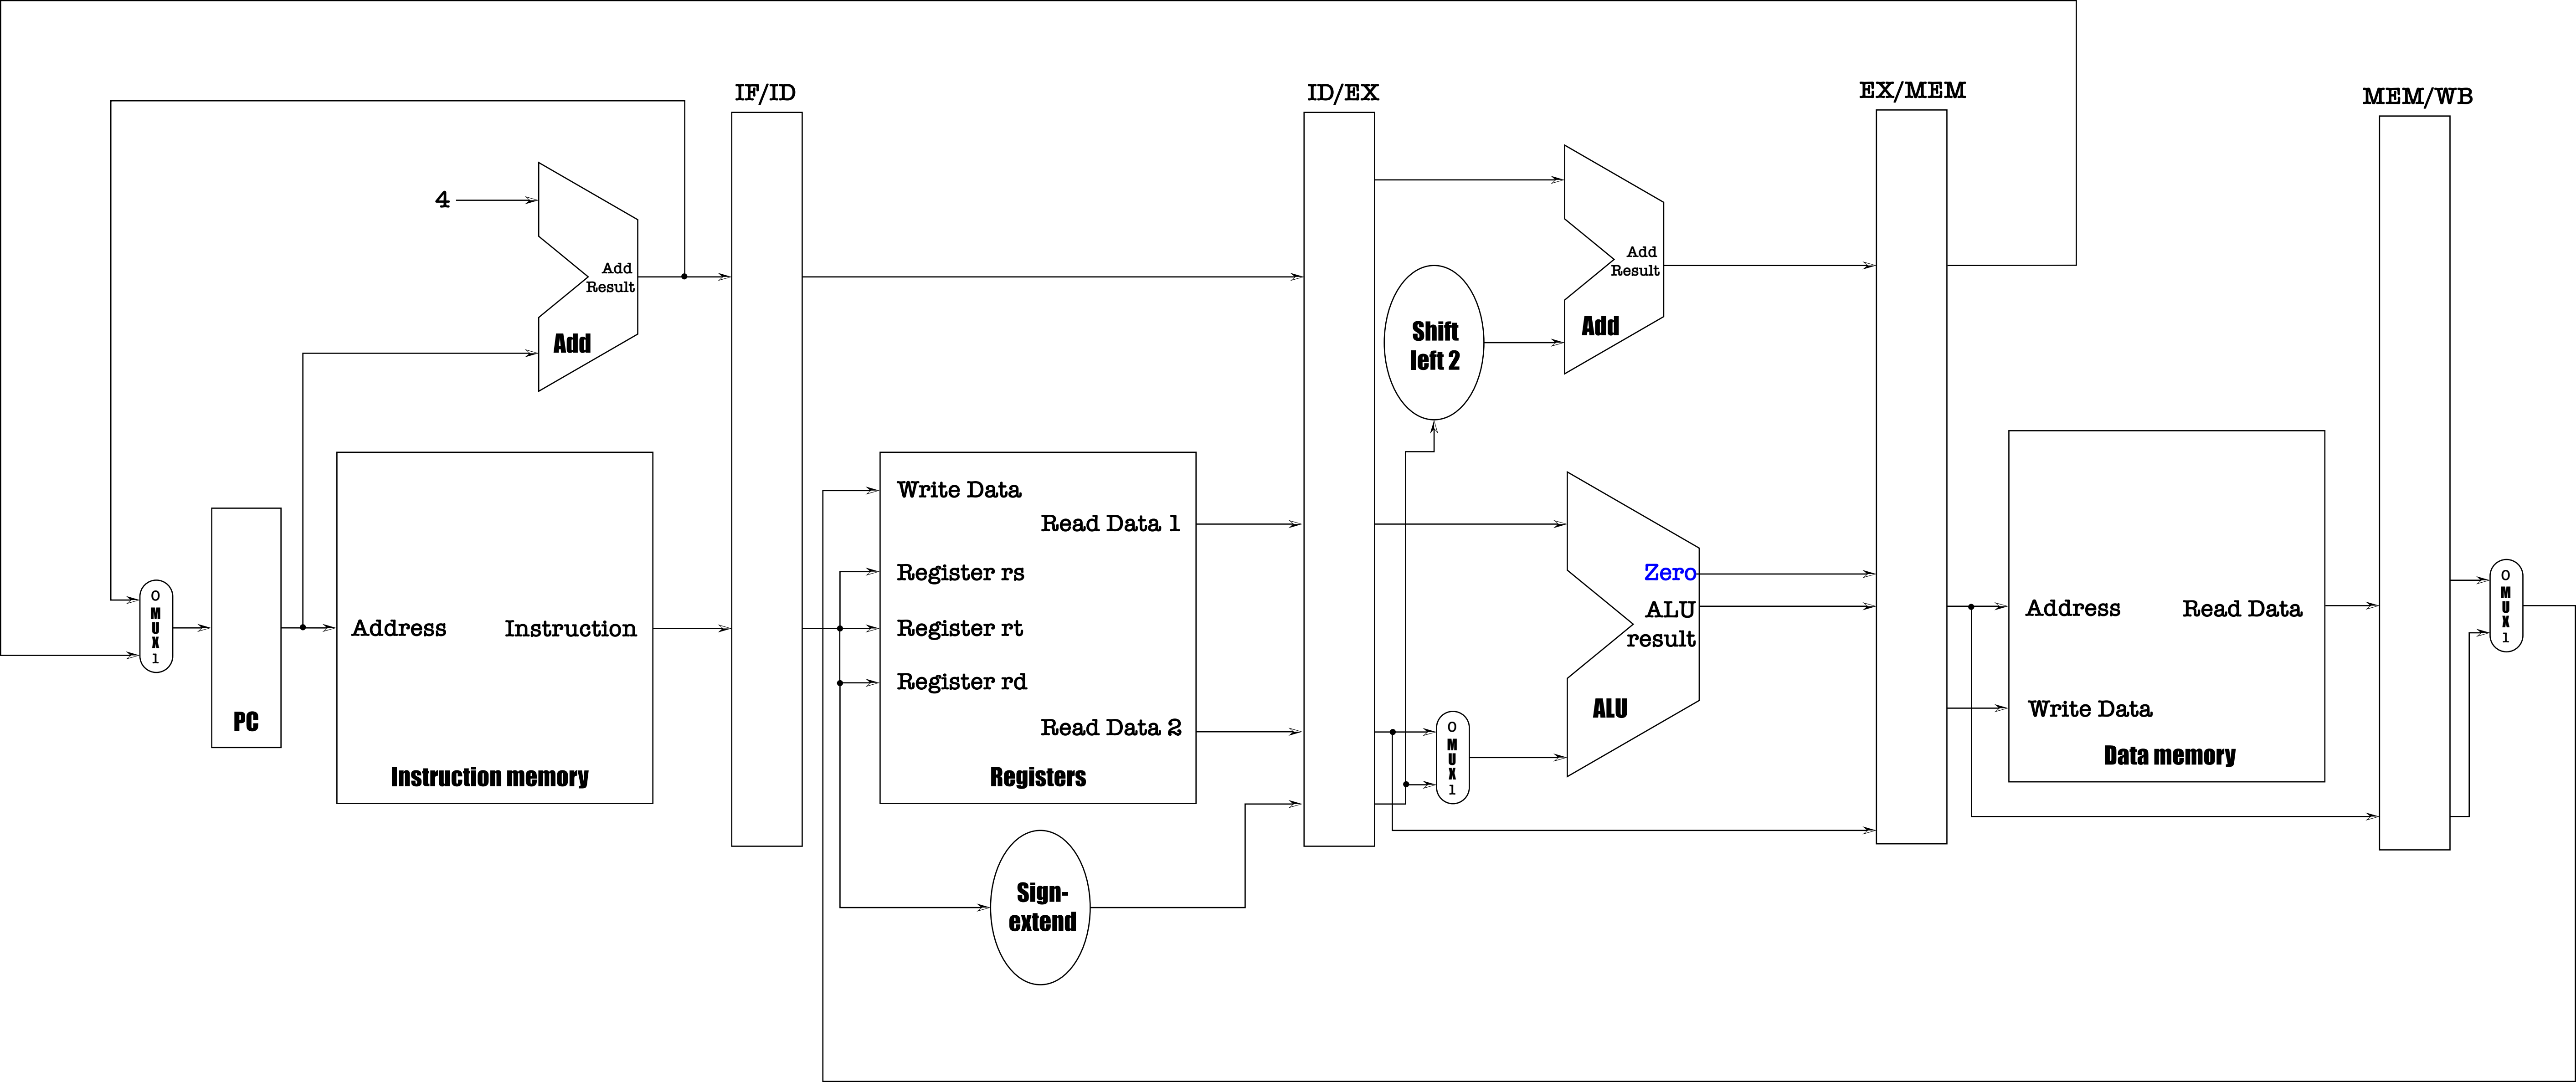 IF/ID
ID/EX
EX/MEM
MEM/WB
4
Add
Result
Add
Add
Result
Add
Shift
left 2
0
M
U
X
1
PC
Address
Instruction
Instruction memory
Write Data
Read Data 1
Register rs
Register rt
Register rd
Read Data 2
Registers
Sign-
extend
0
M
U
X
1
Zero
ALU
result
ALU
Address
Read Data
Write Data
Data memory
0
M
U
X
1